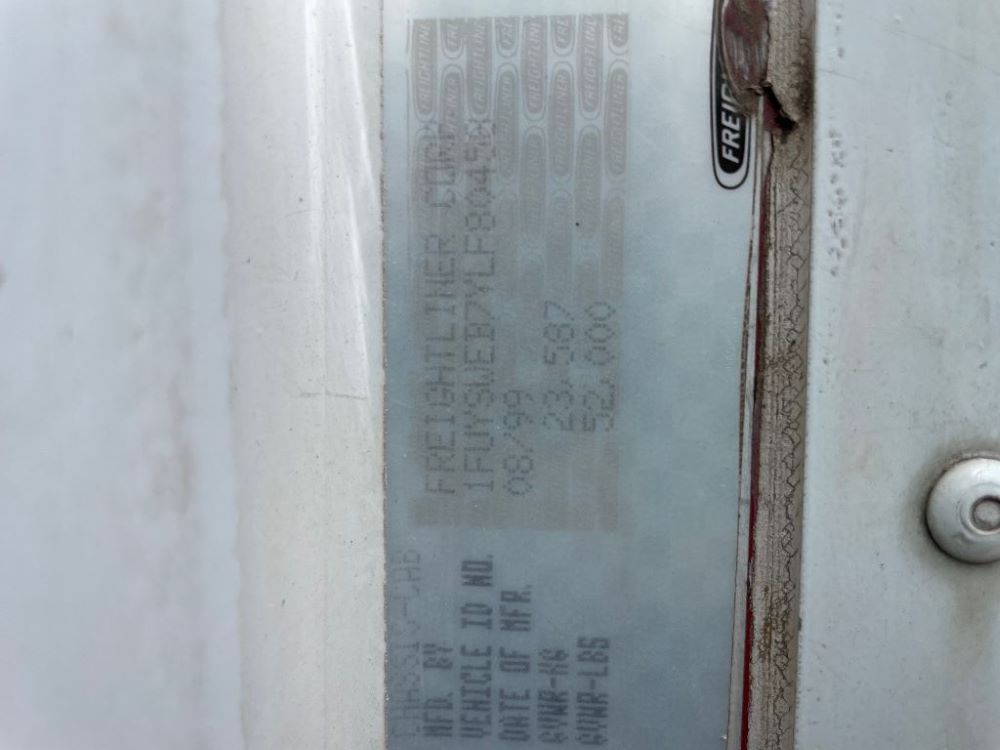 CHASSIS-CAB
MFD. BY FREIGHTLINER CORP
VEHICLE ID NO. 1FUYSWEB7YLF80458
DATE OF MFR. 08/99
GVWR-KG 23,587
GVWR-LBS 52,000